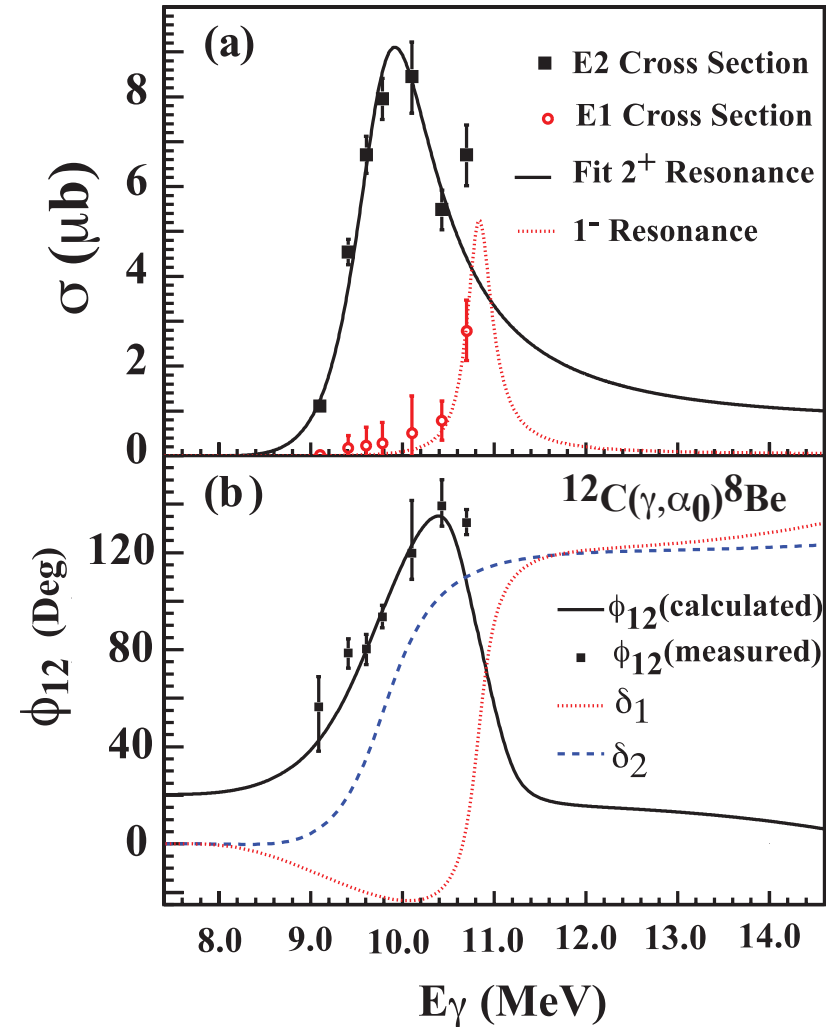 (a)
E2 Cross Section
E1 Cross Section
Fit 2⁺ Resonance
1⁻ Resonance
σ (μb)
8
6
4
2
0
(b)
¹²C(γ,α₀)⁸Be
ϕ₁₂(calculated)
ϕ₁₂(measured)
δ₁
δ₂
ϕ₁₂ (Deg)
120
80
40
0
8.0 9.0 10.0 11.0 12.0 13.0 14.0
Eγ (MeV)